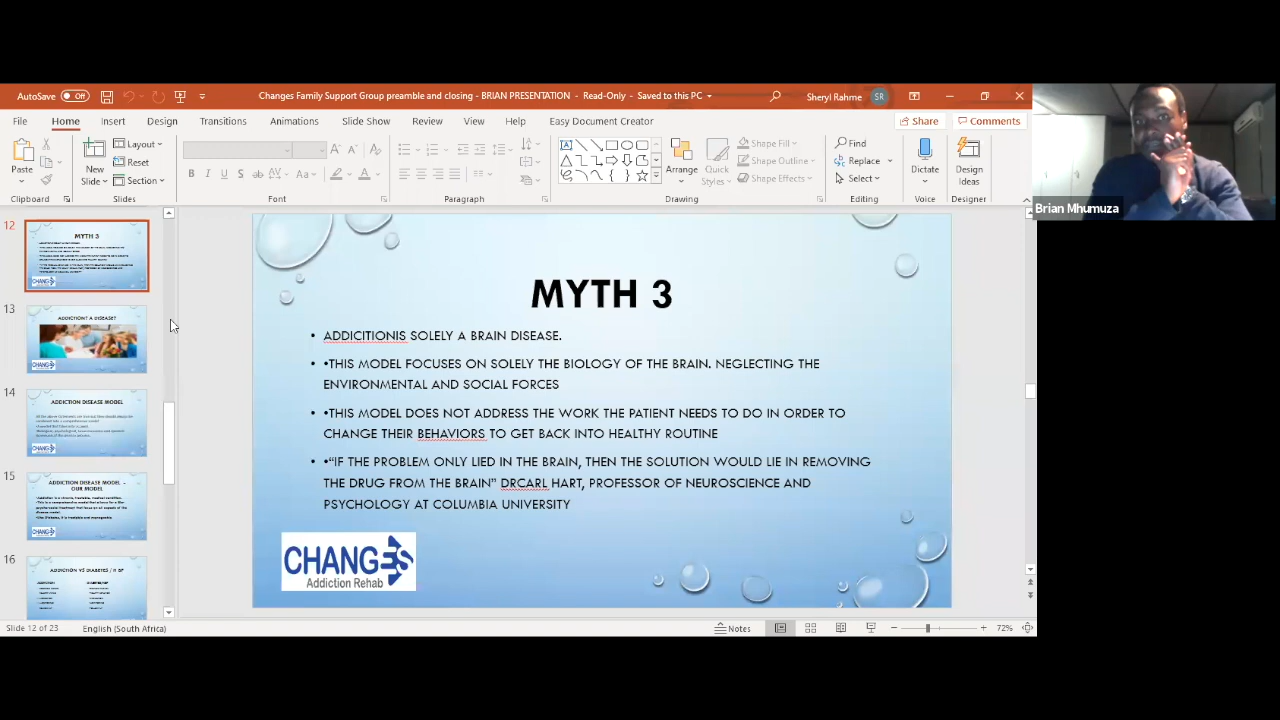 AutoSave Off
Changes Family Support Group preamble and closing - BRIAN PRESENTATION - Read-Only - Saved to this PC
Sheryl Rahme SR
File Home Insert Design Transitions Animations Slide Show Review View Help Easy Document Creator
Share Comments
Paste
New Slide
Layout
Reset
Section
B I U S ab AV Aa A
Shape Fill
Shape Outline
Shape Effects
Arrange
Quick Styles
Find
Replace
Select
Dictate
Design Ideas
Clipboard Slides Font Paragraph Drawing Editing Voice Designer
Brian Mhumuza
12
MYTH 3
13
ADDICTION? A DISEASE?
14
ADDICTION DISEASE MODEL
15
ADDICTION DISEASE MODEL –
OUR MODEL
16
ADDICTION VS DIABETES / H BP
MYTH 3
• ADDICITIONIS SOLELY A BRAIN DISEASE.
• •THIS MODEL FOCUSES ON SOLELY THE BIOLOGY OF THE BRAIN. NEGLECTING THE
ENVIRONMENTAL AND SOCIAL FORCES
• •THIS MODEL DOES NOT ADRESS THE WORK THE PATIENT NEEDS TO DO IN ORDER TO
CHANGE THEIR BEHAVIORS TO GET BACK INTO HEALTHY ROUTINE
• •“IF THE PROBLEM ONLY LIED IN THE BRAIN, THEN THE SOLUTION WOULD LIE IN REMOVING
THE DRUG FROM THE BRAIN” DRCARL HART, PROFESSOR OF NEUROSCIENCE AND
PSYCHOLOGY AT COLUMBIA UNIVERSITY
CHANGES
Addiction Rehab
Slide 12 of 23 English (South Africa)
Notes
72%